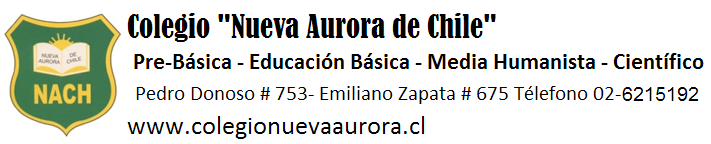 NUEVA AURORA
DE CHILE
NACH
Colegio "Nueva Aurora de Chile"
Pre-Básica - Educación Básica - Media Humanista - Científico
Pedro Donoso # 753- Emiliano Zapata # 675 Télefono 02-6215192
www.colegionuevaaurora.cl